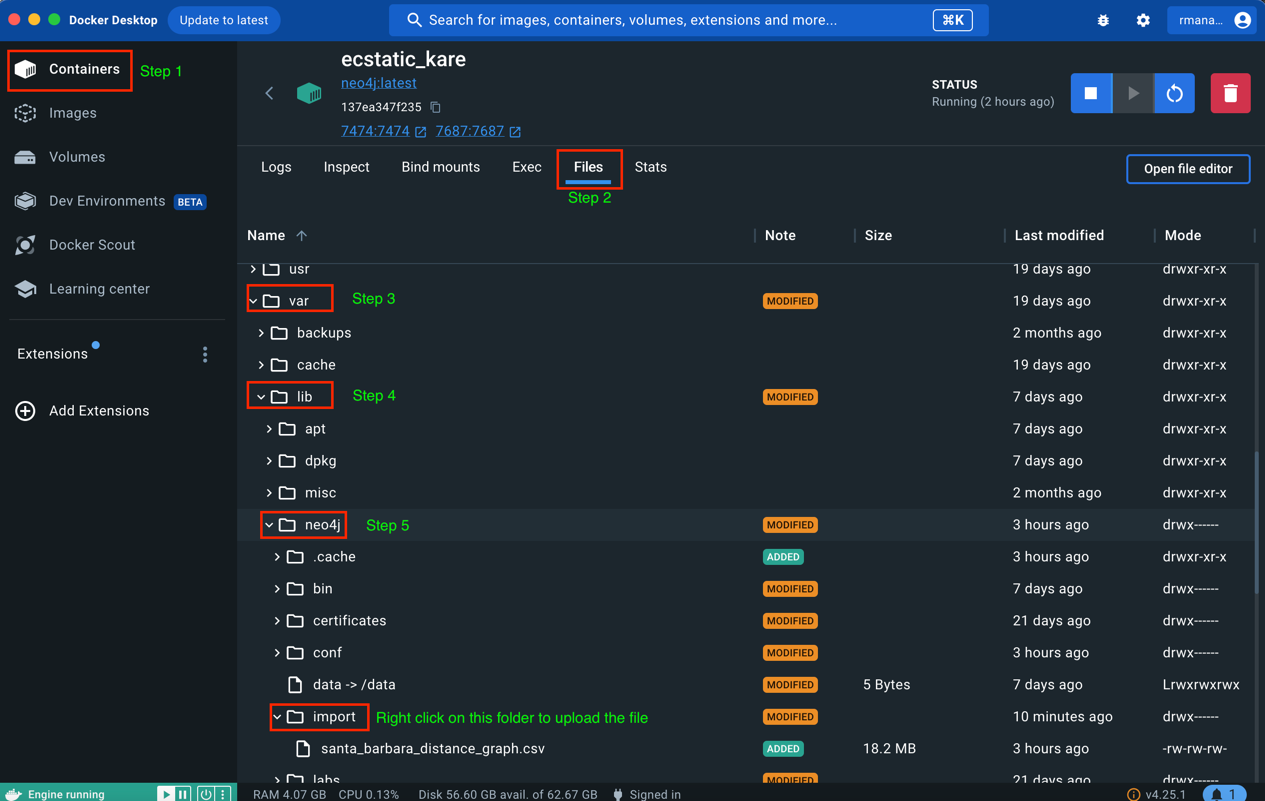 Docker Desktop Update to latest Search for images, containers, volumes, extensions and more... ⌘K rmana...
Containers Step 1
Images
Volumes
Dev Environments BETA
Docker Scout
Learning center
Extensions
Add Extensions
ecstatic_kare
neo4j:latest
137ea347f235
7474:7474 7687:7687
STATUS
Running (2 hours ago)
Logs Inspect Bind mounts Exec Files Stats Open file editor
Step 2
Name Note Size Last modified Mode
usr 19 days ago drwxr-xr-x
var Step 3 MODIFIED 19 days ago drwxr-xr-x
backups 2 months ago drwxr-xr-x
cache 19 days ago drwxr-xr-x
lib Step 4 MODIFIED 7 days ago drwxr-xr-x
apt 7 days ago drwxr-xr-x
dpkg 7 days ago drwxr-xr-x
misc 2 months ago drwxr-xr-x
neo4j Step 5 MODIFIED 3 hours ago drwx------
.cache ADDED 3 hours ago drwxr-xr-x
bin MODIFIED 7 days ago drwx------
certificates MODIFIED 21 days ago drwx------
conf MODIFIED 3 hours ago drwx------
data -> /data MODIFIED 5 Bytes 7 days ago Lrwxrwxrwx
import Right click on this folder to upload the file MODIFIED 10 minutes ago drwx------
santa_barbara_distance_graph.csv ADDED 18.2 MB 3 hours ago -rw-rw-rw-
labs MODIFIED 21 days ago drwx------
Engine running RAM 4.07 GB CPU 0.13% Disk 56.60 GB avail. of 62.67 GB Signed in v4.25.1 1